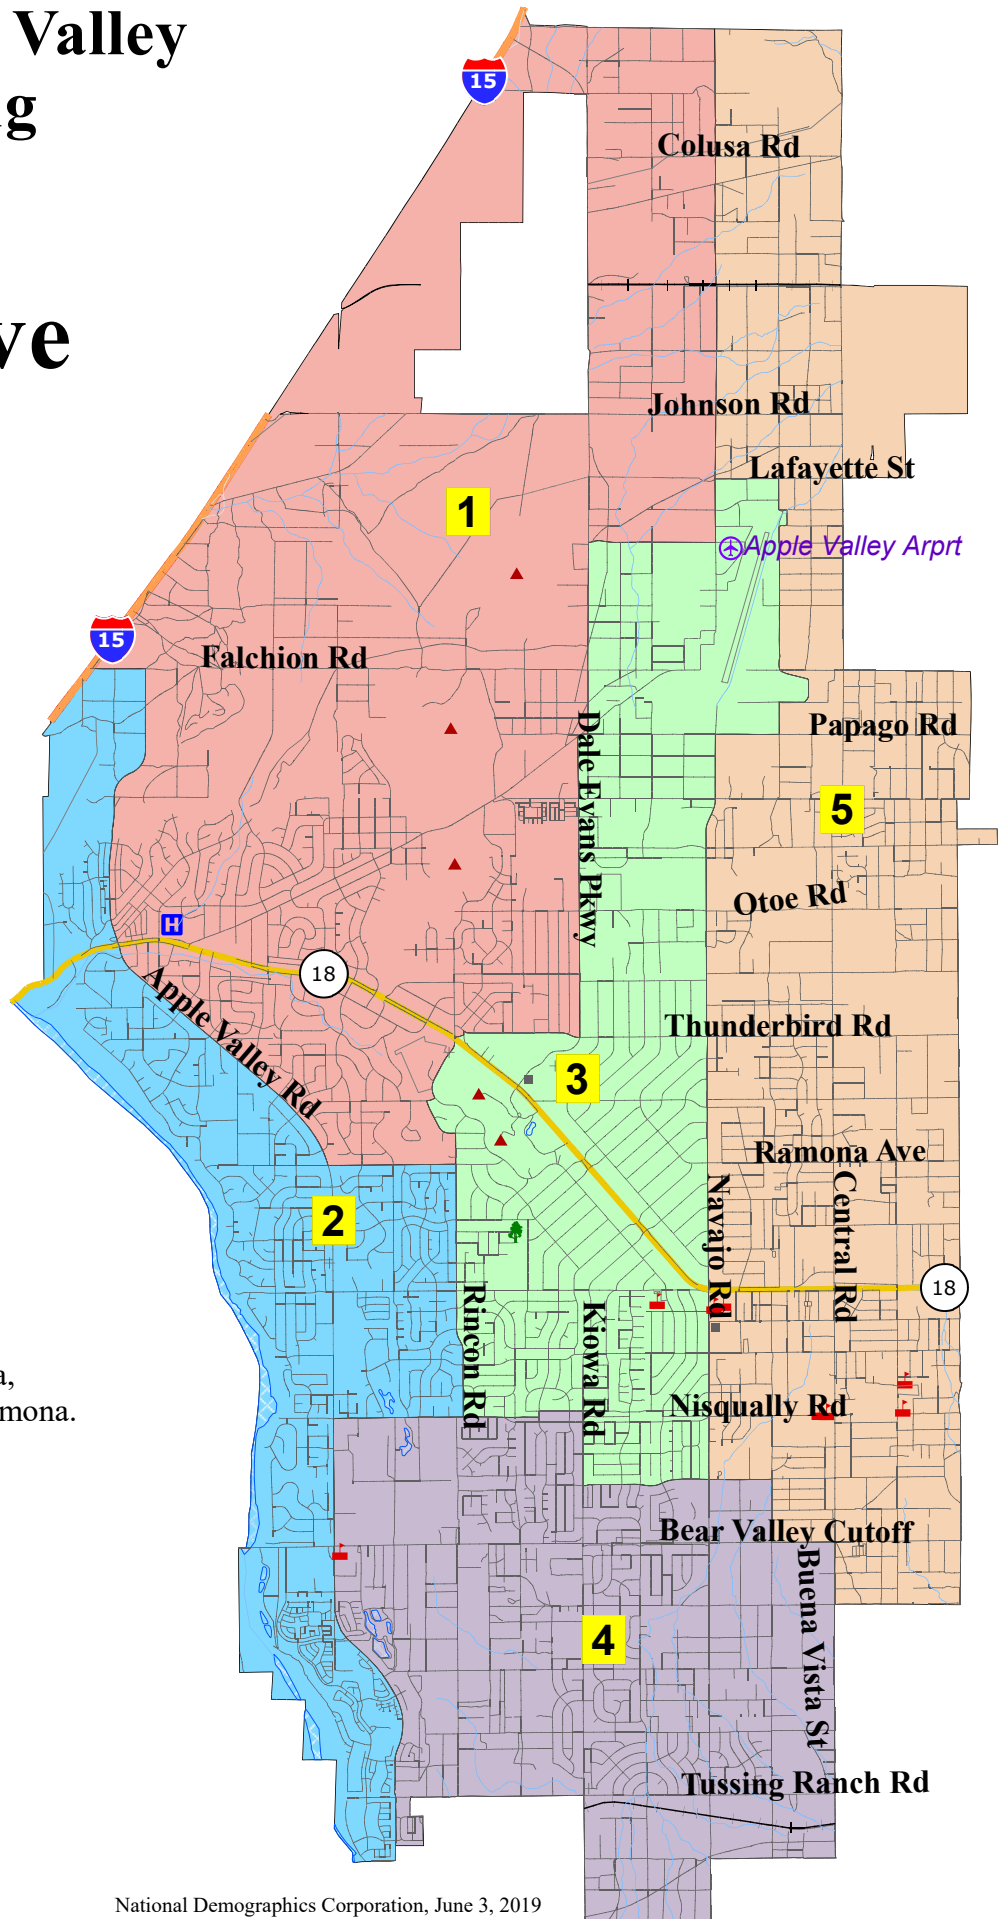 Valley
g
ve
15
Colusa Rd
Johnson Rd
Lafayette St
1
Apple Valley Arprt
15
Falchion Rd
Dale Evans Pkwy
Papago Rd
5
Otoe Rd
H
18
Apple Valley Rd
Thunderbird Rd
3
Ramona Ave
2
Navajo Rd
Central Rd
18
Rincon Rd
Kiowa Rd
a,
mona.
Nisqually Rd
Bear Valley Cutoff
Buena Vista St
4
Tussing Ranch Rd
National Demographics Corporation, June 3, 2019